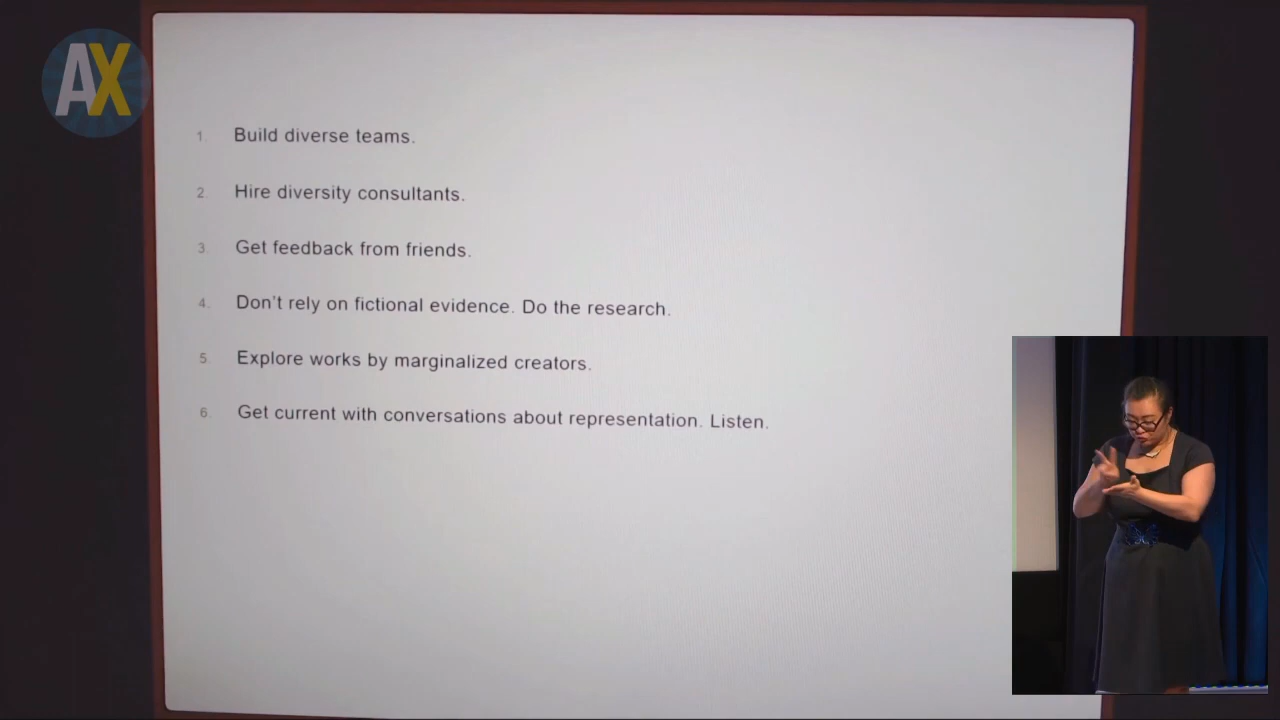 AX
1. Build diverse teams.
2. Hire diversity consultants.
3. Get feedback from friends.
4. Don't rely on fictional evidence. Do the research.
5. Explore works by marginalized creators.
6. Get current with conversations about representation. Listen.